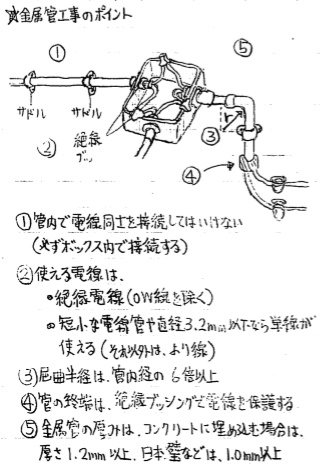 ☆金属管工事のポイント
①
⑤
サドル
サドル
絶縁
ブッ
②
③
r
④
①管内で電線同士を接続してはいけない
(必ずボックス内で接続する)
②使える電線は、
・絶縁電線(OW線を除く)
・短小な電線管や直径3.2mm以下なら単線が
使える(それ以外は、より線)
③屈曲半径は、管内径の6倍以上
④管の終端は、絶縁ブッシングで電線を保護する
⑤金属管の厚みは、コンクリートに埋め込む場合は、
厚さ1.2mm以上、日本壁などは、1.0mm以上